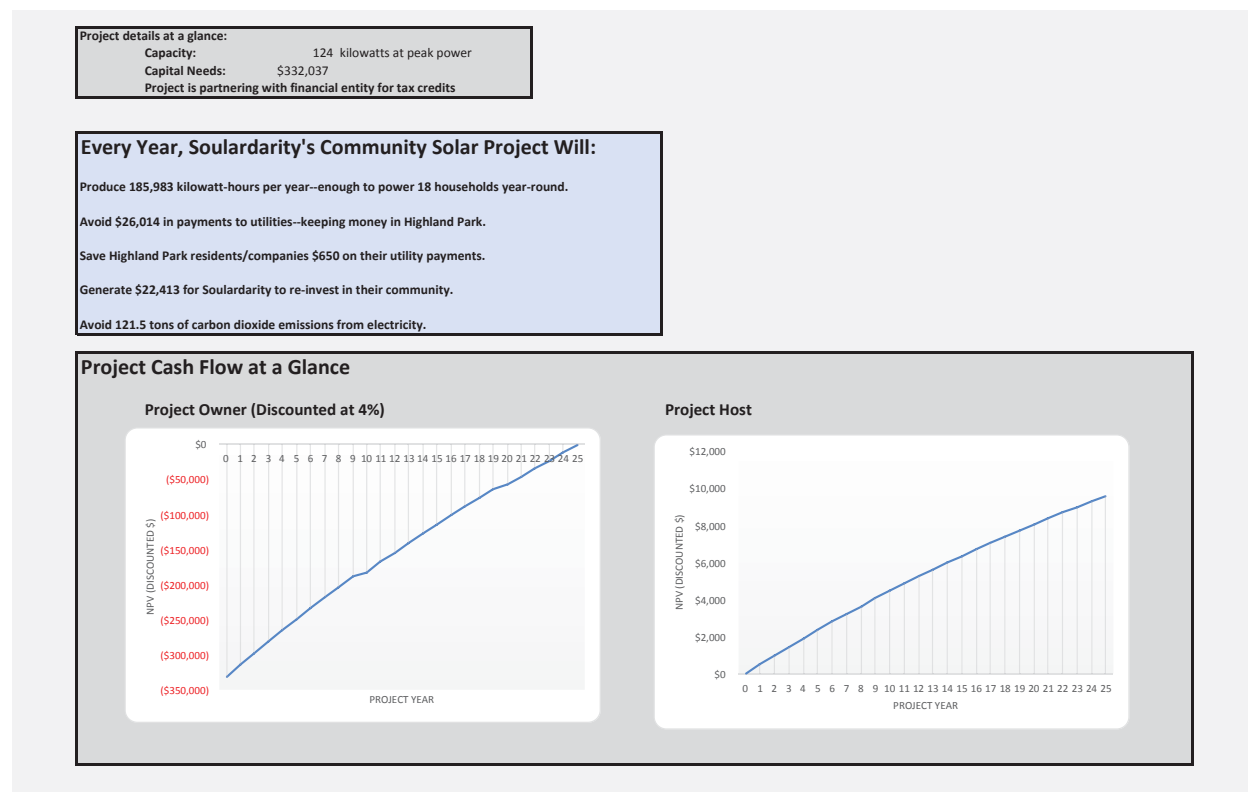 Project details at a glance:
Capacity: 124 kilowatts at peak power
Capital Needs: $332,037
Project is partnering with financial entity for tax credits
Every Year, Soulardarity's Community Solar Project Will:
Produce 185,983 kilowatt-hours per year--enough to power 18 households year-round.
Avoid $26,014 in payments to utilities--keeping money in Highland Park.
Save Highland Park residents/companies $650 on their utility payments.
Generate $22,413 for Soulardarity to re-invest in their community.
Avoid 121.5 tons of carbon dioxide emissions from electricity.
Project Cash Flow at a Glance
Project Owner (Discounted at 4%)
$0
0 1 2 3 4 5 6 7 8 9 10 11 12 13 14 15 16 17 18 19 20 21 22 23 24 25
($50,000)
($100,000)
($150,000)
($200,000)
($250,000)
($300,000)
($350,000)
NPV (DISCOUNTED $)
PROJECT YEAR
Project Host
$12,000
$10,000
$8,000
$6,000
$4,000
$2,000
$0
NPV (DISCOUNTED $)
0 1 2 3 4 5 6 7 8 9 10 11 12 13 14 15 16 17 18 19 20 21 22 23 24 25
PROJECT YEAR